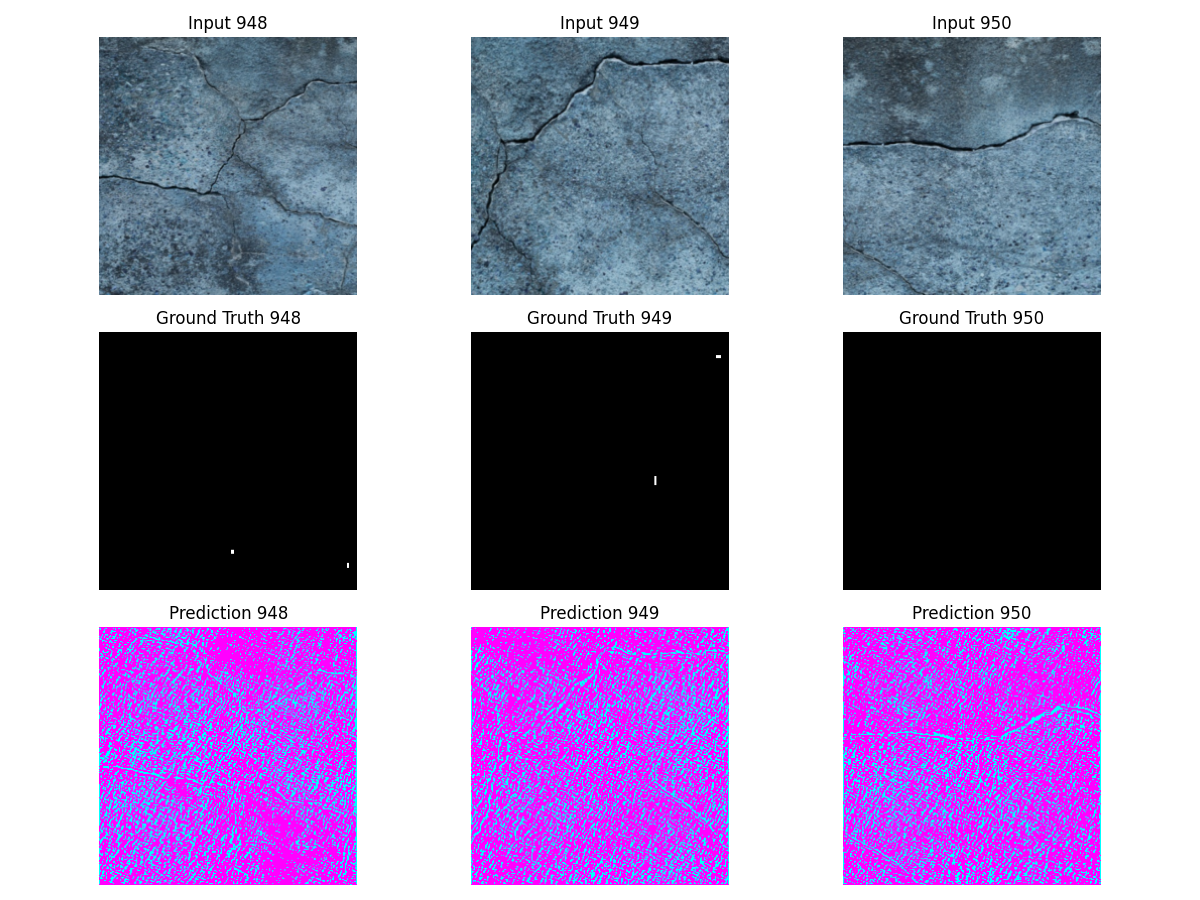 Input 948
Input 949
Input 950
Ground Truth 948
Ground Truth 949
Ground Truth 950
Prediction 948
Prediction 949
Prediction 950